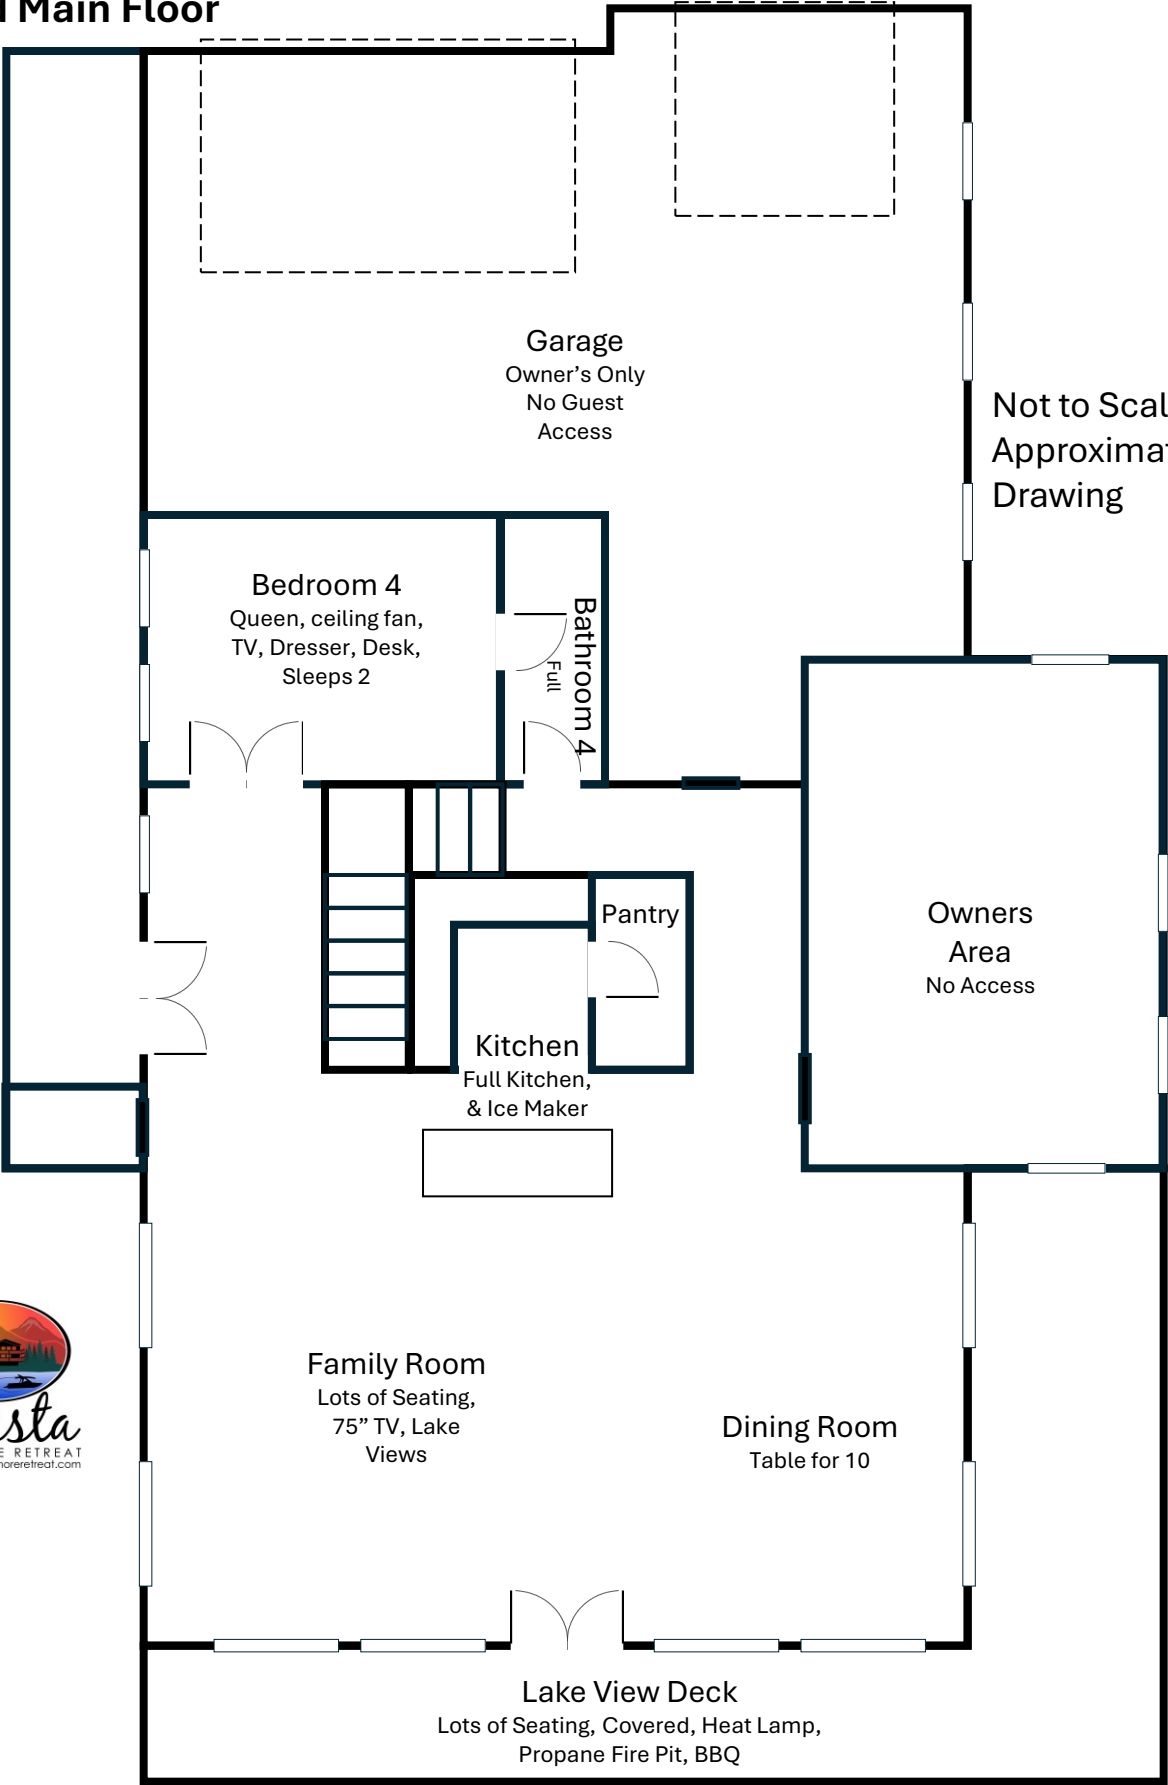 Main Floor
Garage
Owner’s Only
No Guest
Access
Not to Scal
Approxima
Drawing
Bedroom 4
Queen, ceiling fan,
TV, Dresser, Desk,
Sleeps 2
Bathroom 4
Full
Pantry
Owners
Area
No Access
Kitchen
Full Kitchen,
& Ice Maker
Family Room
Lots of Seating,
75” TV, Lake
Views
Dining Room
Table for 10
sta
E RETREAT
horeretreat.com
Lake View Deck
Lots of Seating, Covered, Heat Lamp,
Propane Fire Pit, BBQ